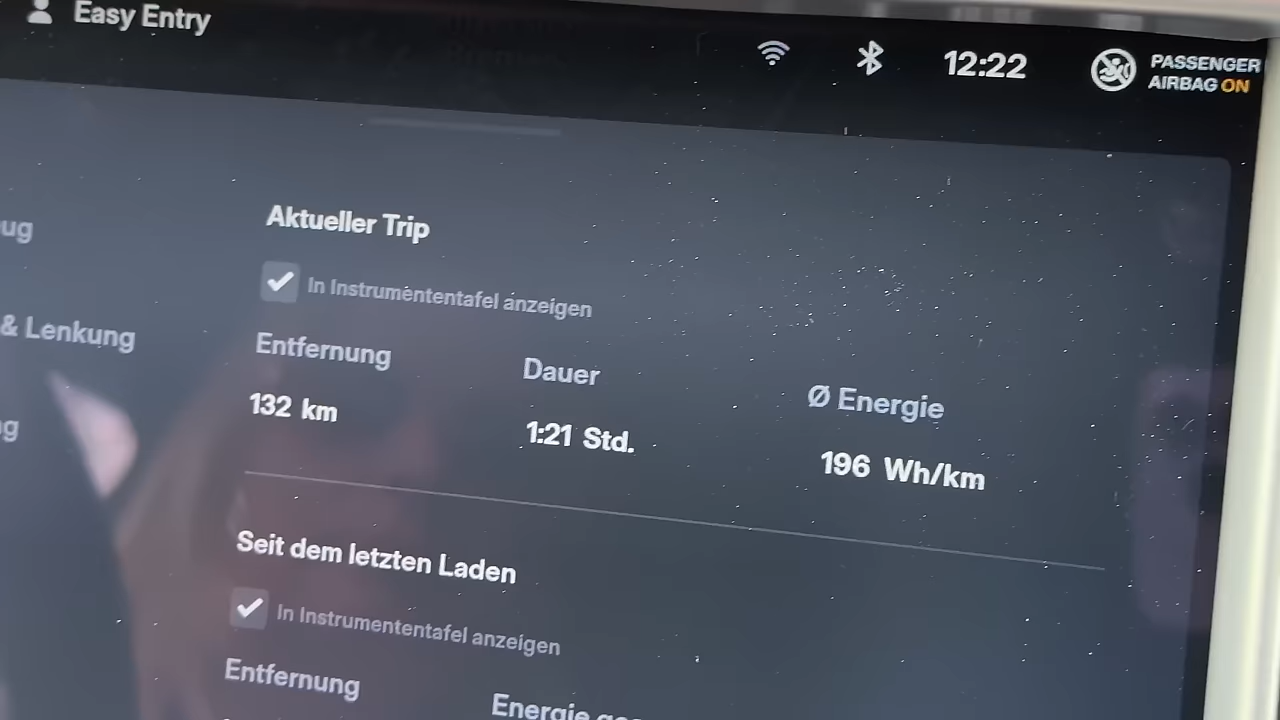 Easy Entry
12:22
PASSENGER
AIRBAG ON
ug
& Lenkung
g
Aktueller Trip
In Instrumententafel anzeigen
Entfernung
Dauer
Ø Energie
132 km
1:21 Std.
196 Wh/km
Seit dem letzten Laden
In Instrumententafel anzeigen
Entfernung
Energie